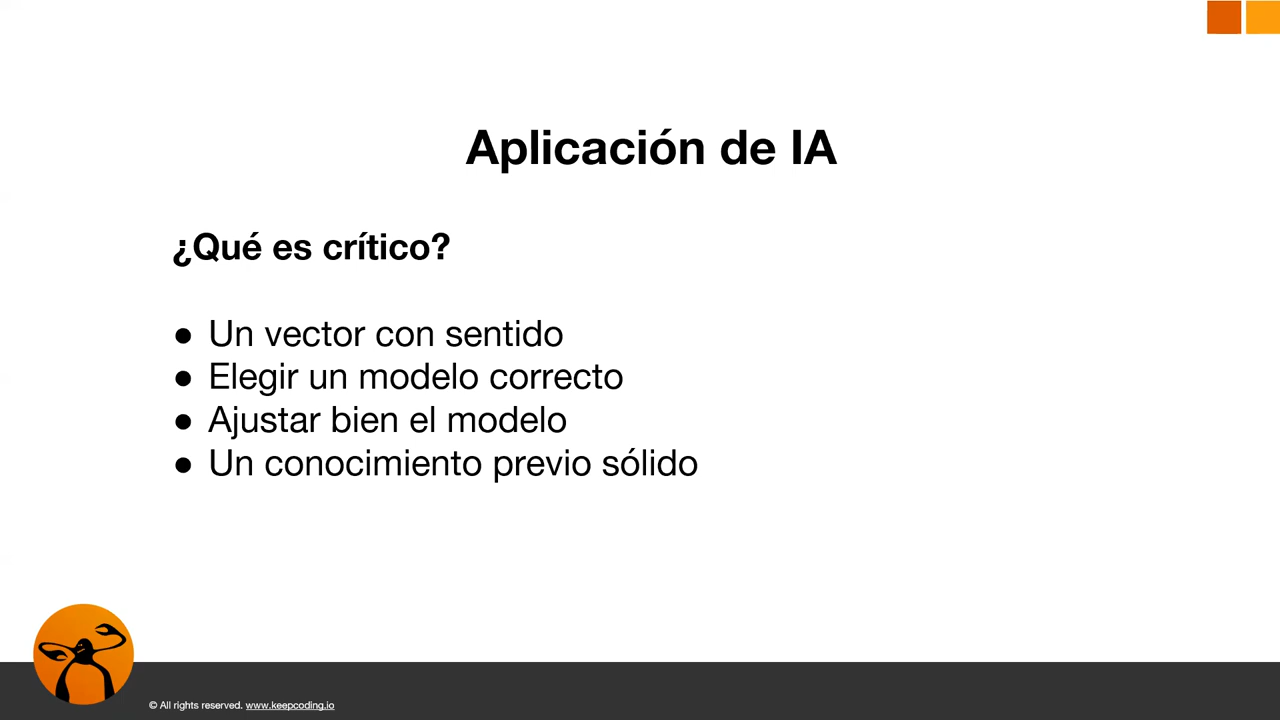 Aplicación de IA
¿Qué es crítico?
● Un vector con sentido
● Elegir un modelo correcto
● Ajustar bien el modelo
● Un conocimiento previo sólido
© All rights reserved. www.keepcoding.io